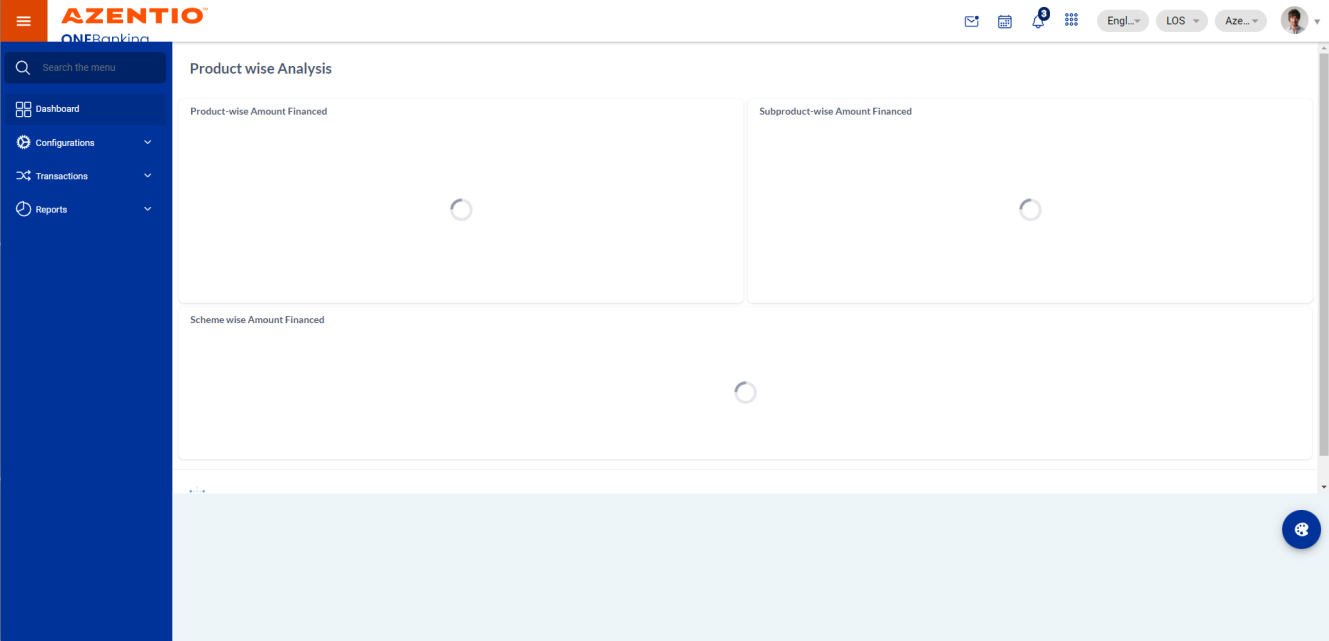 AZENTIO™
ONEBanking
3
Engl...
LOS
Aze...
Search the menu
Dashboard
Configurations
Transactions
Reports
Product wise Analysis
Product-wise Amount Financed
Subproduct-wise Amount Financed
Scheme wise Amount Financed